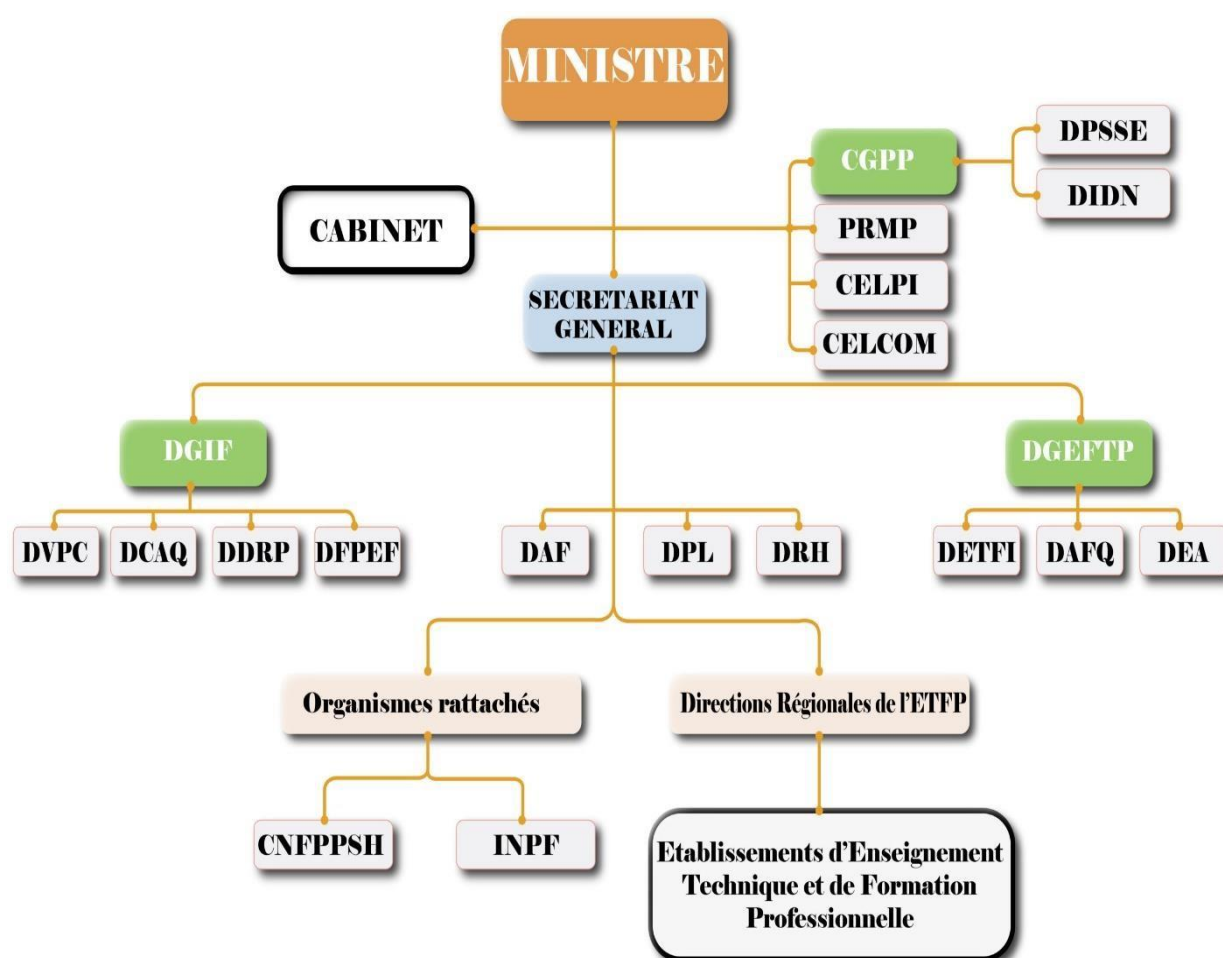 MINISTRE
CABINET
CGPP
DPSSE
DIDN
PRMP
CELPI
CELCOM
SECRETARIAT
GENERAL
DGIF
DGEFTP
DVPC
DCAQ
DDRP
DFPEF
DAF
DPL
DRH
DETFI
DAFQ
DEA
Organismes rattachés
Directions Régionales de l'ETFP
CNFPPSH
INPF
Etablissements d'Enseignement
Technique et de Formation
Professionnelle